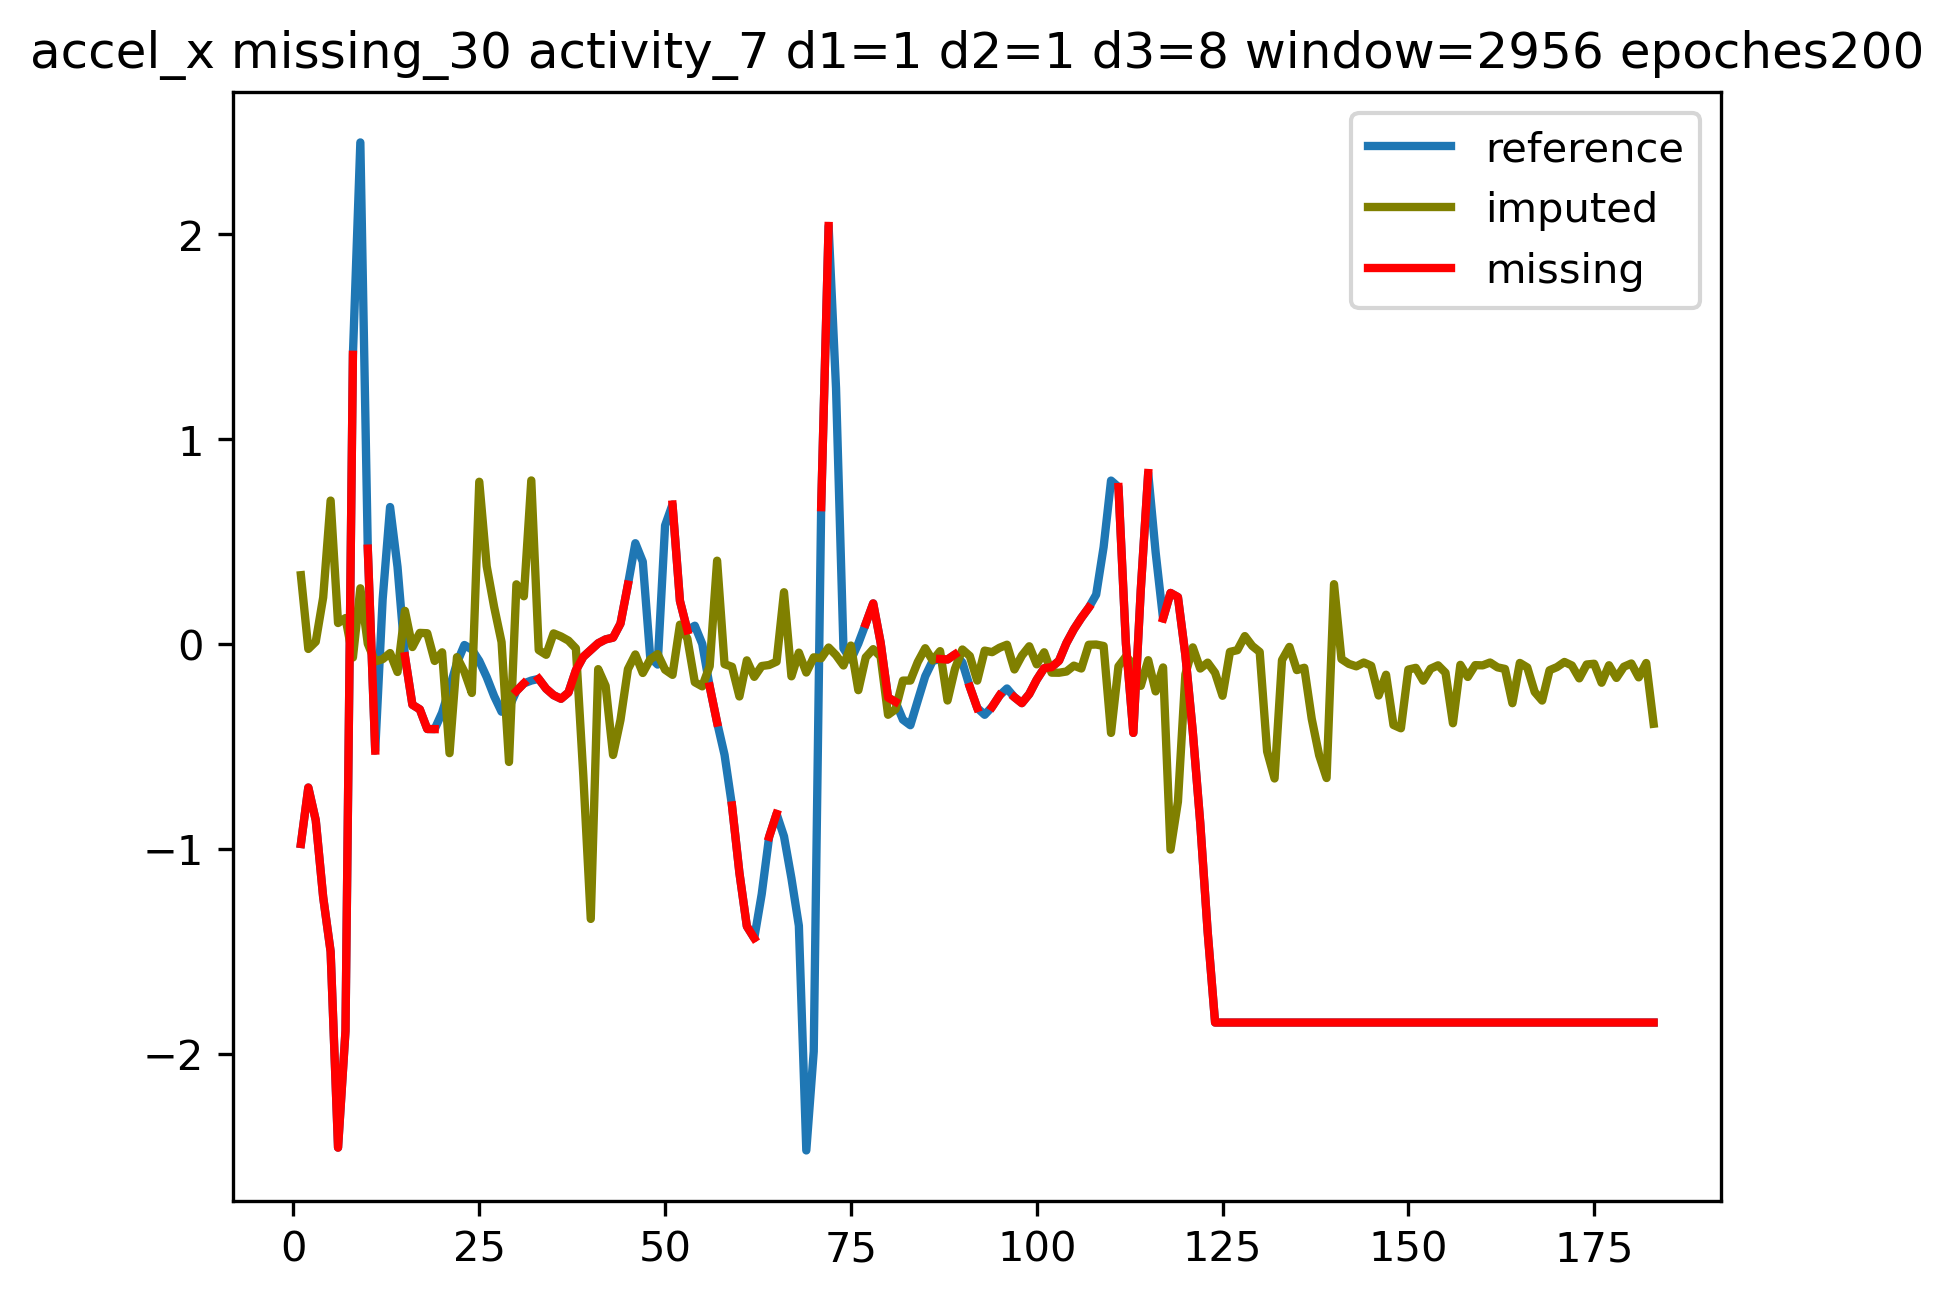 accel_x missing_30 activity_7 d1=1 d2=1 d3=8 window=2956 epoches200
reference
imputed
missing
2
1
0
−1
−2
0 25 50 75 100 125 150 175